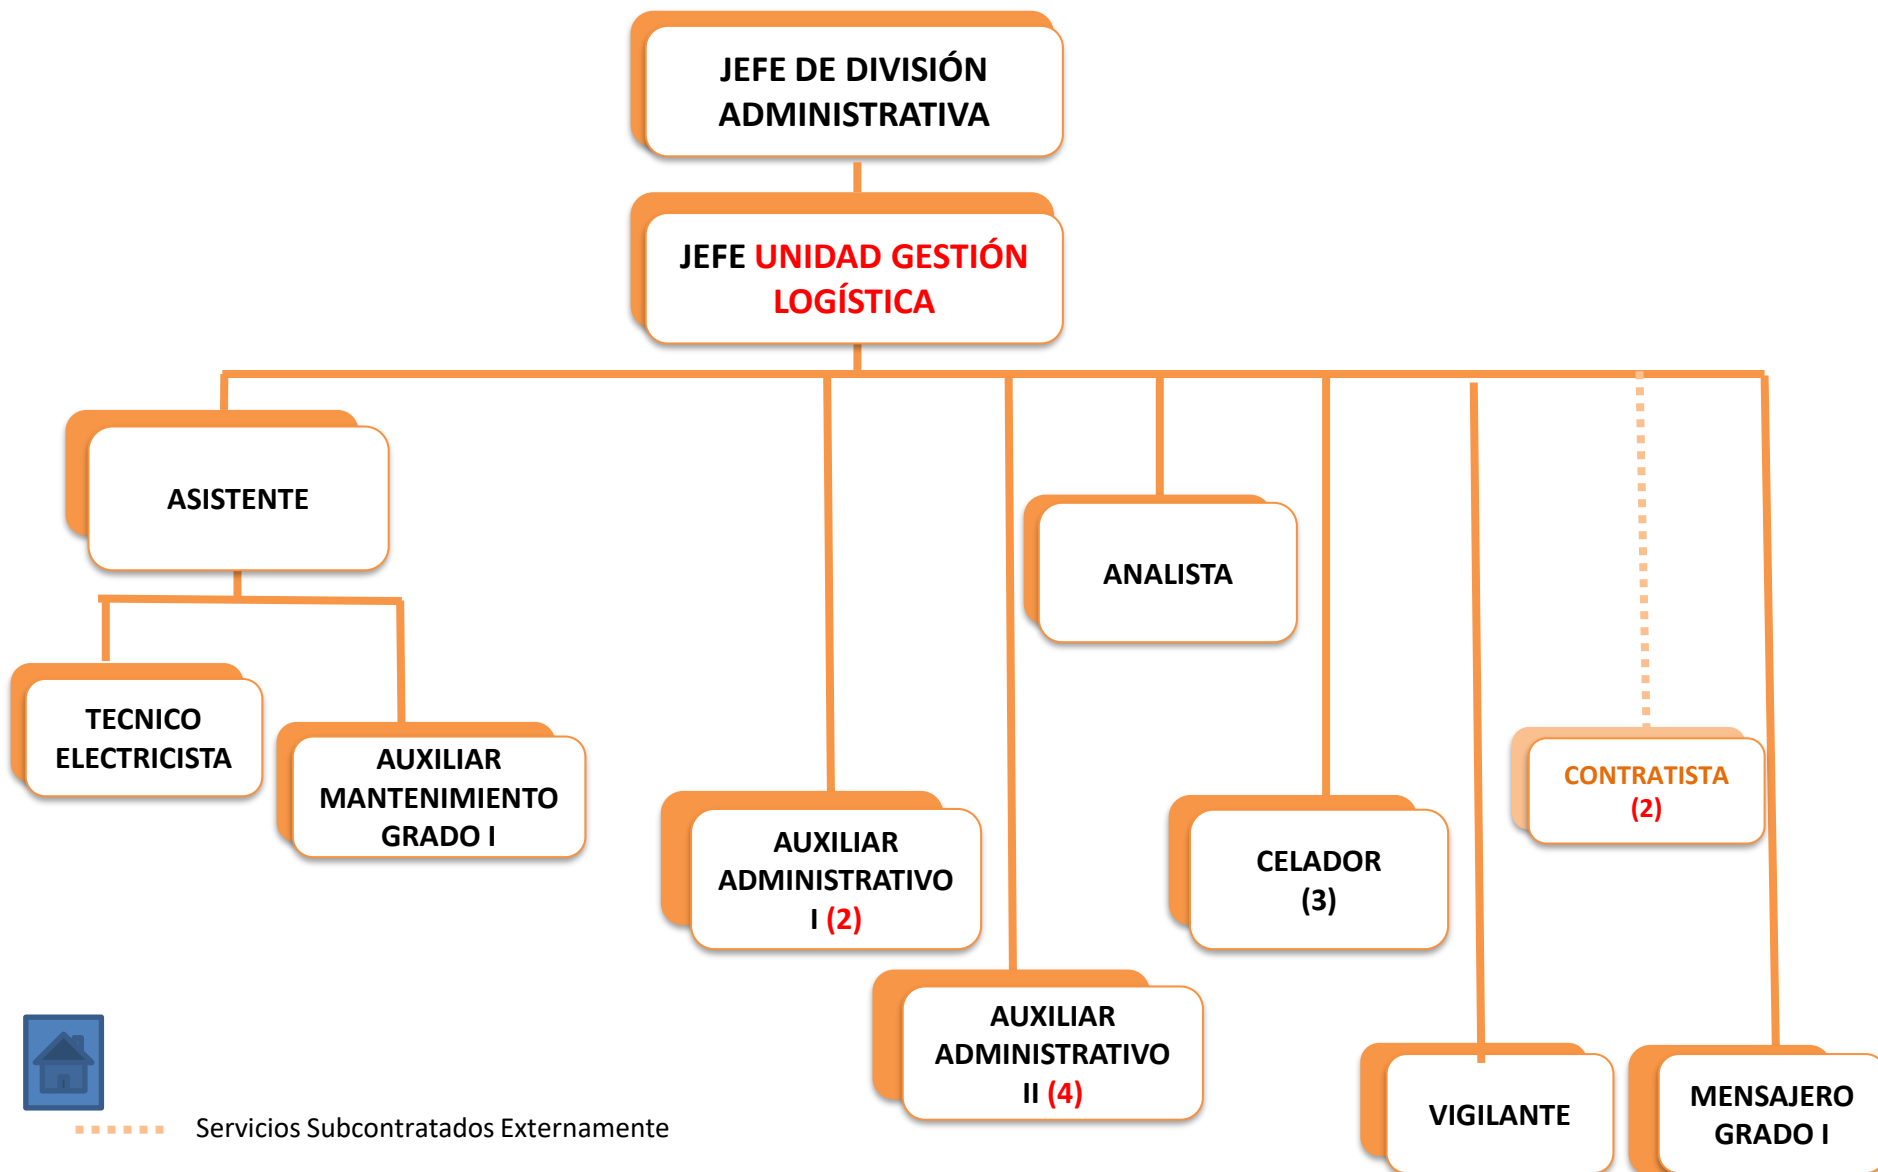 JEFE DE DIVISIÓN
ADMINISTRATIVA
JEFE UNIDAD GESTIÓN
LOGÍSTICA
ASISTENTE
ANALISTA
TECNICO
ELECTRICISTA
AUXILIAR
MANTENIMIENTO
GRADO I
AUXILIAR
ADMINISTRATIVO
I (2)
CELADOR
(3)
CONTRATISTA
(2)
AUXILIAR
ADMINISTRATIVO
II (4)
VIGILANTE
MENSAJERO
GRADO I
Servicios Subcontratados Externamente